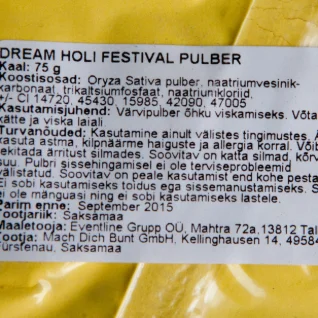 DREAM HOLI FESTIVAL PULBER
Kaal: 75 g
Koostisosad: Oryza Sativa pulber, naatriumvesinik-
karbonaat, trikaltsiumfosfaat, naatriumkloriid.
+/- CI 14720, 45430, 15985, 42090, 47005
Kasutamisjuhend: Värvipulber õhku viskamiseks. Võta
kätte ja viska laiali.
Turvanõuded: Kasutamine ainult välistes tingimustes.
rasuta astma, kilpnäärme haiguste ja allergia korral. Või
tekitada ärritust silmades. Soovitav on katta silmad,
suu. Pulbri sissehingamisel ei ole terviseprobleemid
välistatud. Soovitav on peale kasutamist end kohe pesta
Ei sobi kasutamiseks toidus ega sissemanustamiseks. S
ei ole mänguasi ning ei sobi kasutamiseks lastele.
Parim enne: September 2015
Tootjariik: Saksamaa
Maaletooja: Eventline Grupp OÜ, Mahtra 72a,13812 Tal
Tootja: Mach Dich Bunt GmbH, Kellinghausen 14, 4958
Fürstenau, Saksamaa